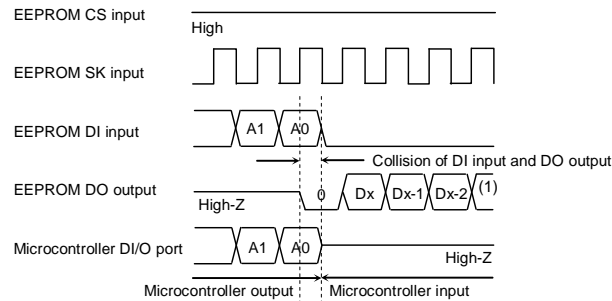 EEPROM CS input
High
EEPROM SK input
EEPROM DI input
A1 A0
Collision of DI input and DO output
EEPROM DO output
High-Z
0 Dx Dx-1 Dx-2 (1)
Microcontroller DI/O port
A1 A0
High-Z
Microcontroller output Microcontroller input